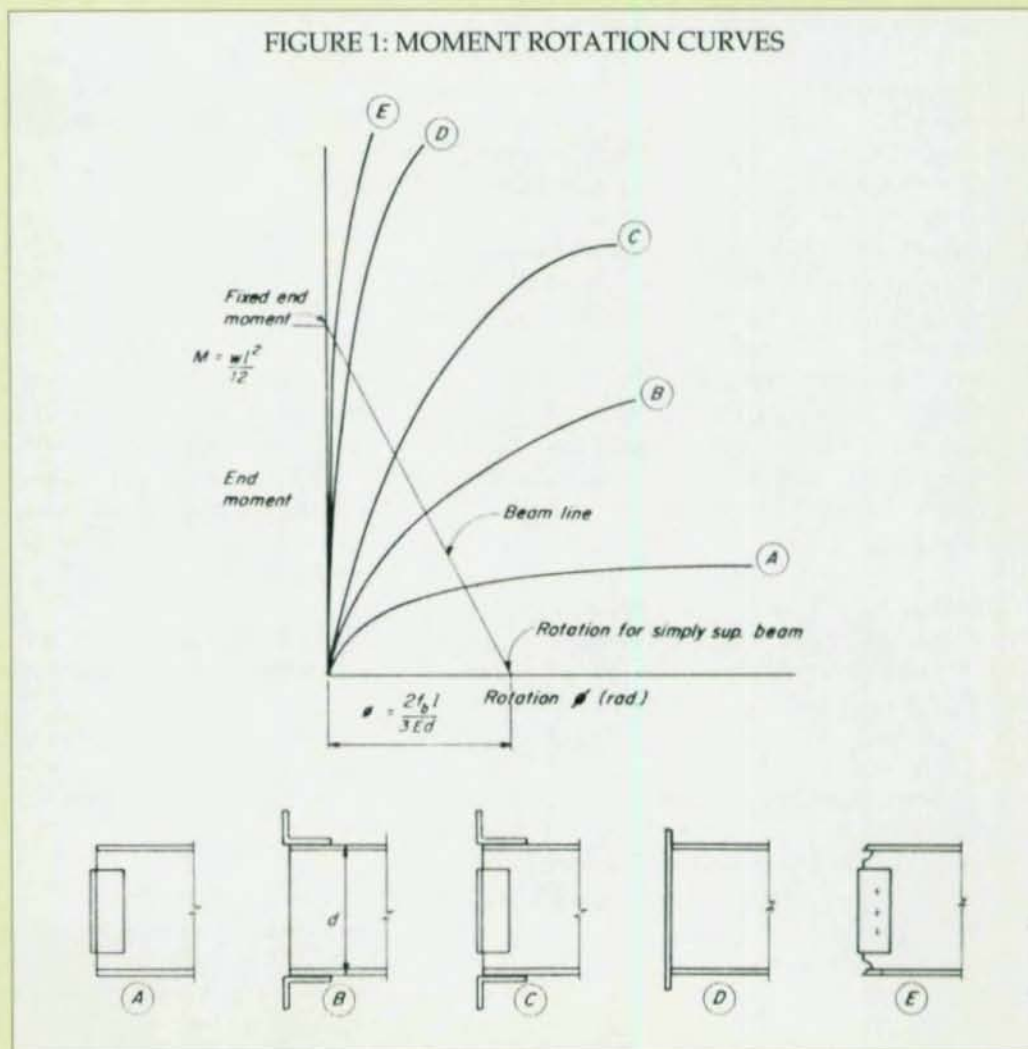 FIGURE 1: MOMENT ROTATION CURVES
E
D
C
Fixed end
moment
M = wl²/12
B
End
moment
Beam line
A
Rotation for simply sup. beam
Rotation ø (rad.)
ø = 2f_b l / 3Ed
d
A
B
C
D
E